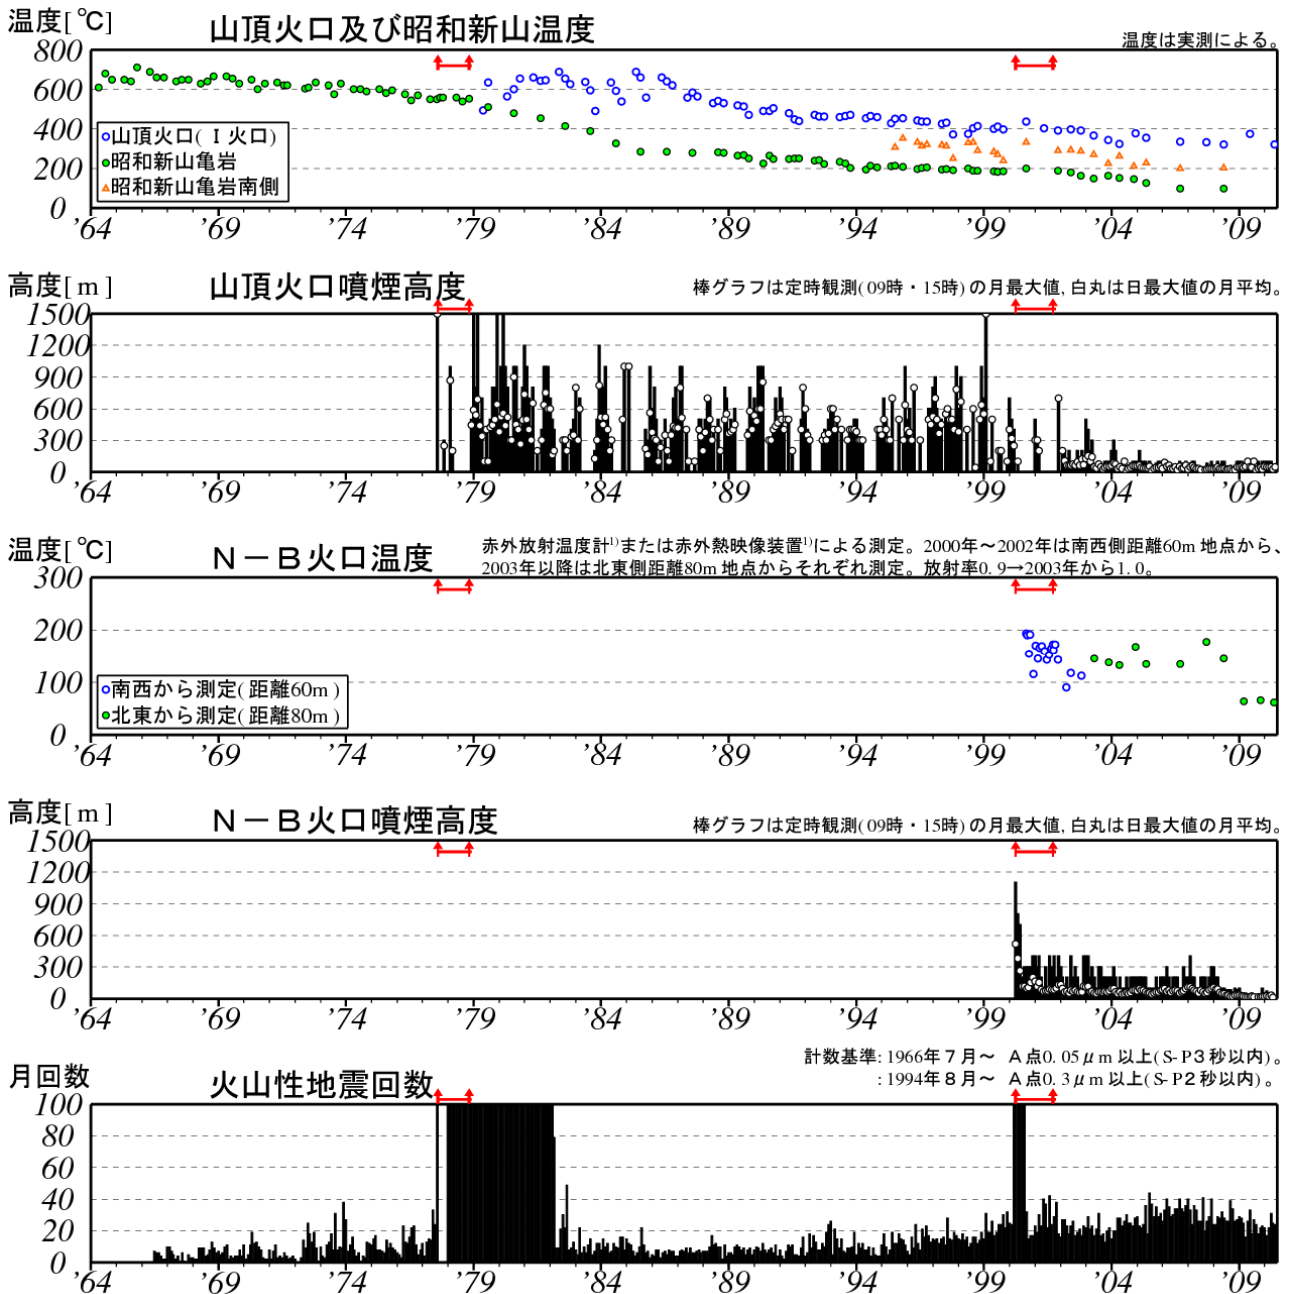 温度[℃]
山頂火口及び昭和新山温度
温度は実測による。
800
600
400
200
0
山頂火口(Ⅰ火口)
昭和新山亀岩
昭和新山亀岩南側
'64 '69 '74 '79 '84 '89 '94 '99 '04 '09
高度[m]
山頂火口噴煙高度
棒グラフは定時観測(09時・15時)の月最大値,白丸は日最大値の月平均。
1500
1200
900
600
300
0
'64 '69 '74 '79 '84 '89 '94 '99 '04 '09
温度[℃]
N－B火口温度
赤外放射温度計1)または赤外熱映像装置1)による測定。2000年～2002年は南西側距離60m地点から、
2003年以降は北東側距離80m地点からそれぞれ測定。放射率0.9→2003年から1.0。
300
200
100
0
南西から測定(距離60m)
北東から測定(距離80m)
'64 '69 '74 '79 '84 '89 '94 '99 '04 '09
高度[m]
N－B火口噴煙高度
棒グラフは定時観測(09時・15時)の月最大値,白丸は日最大値の月平均。
1500
1200
900
600
300
0
'64 '69 '74 '79 '84 '89 '94 '99 '04 '09
月回数
火山性地震回数
計数基準:1966年7月～ A点0.05μm以上(S-P3秒以内)。
:1994年8月～ A点0.3μm以上(S-P2秒以内)。
100
80
60
40
20
0
'64 '69 '74 '79 '84 '89 '94 '99 '04 '09